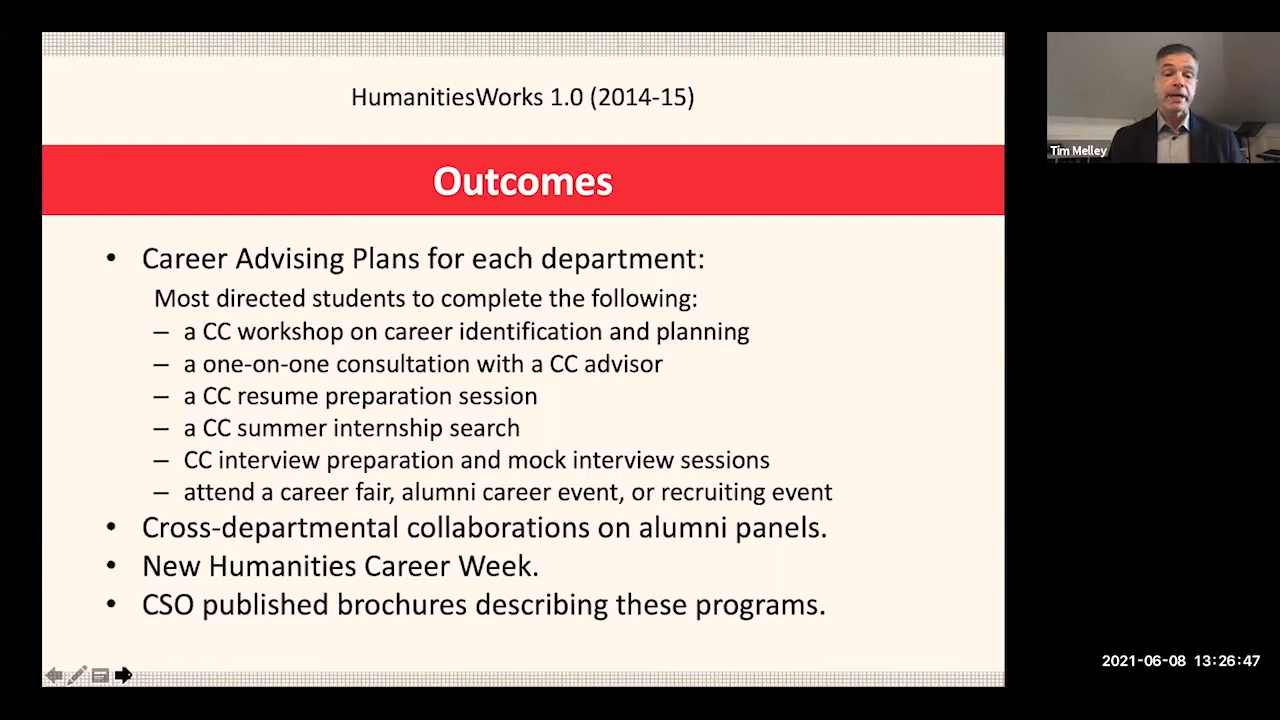 HumanitiesWorks 1.0 (2014-15)
Outcomes
• Career Advising Plans for each department:
Most directed students to complete the following:
– a CC workshop on career identification and planning
– a one-on-one consultation with a CC advisor
– a CC resume preparation session
– a CC summer internship search
– CC interview preparation and mock interview sessions
– attend a career fair, alumni career event, or recruiting event
• Cross-departmental collaborations on alumni panels.
• New Humanities Career Week.
• CSO published brochures describing these programs.
Tim Melley
2021-06-08 13:26:47